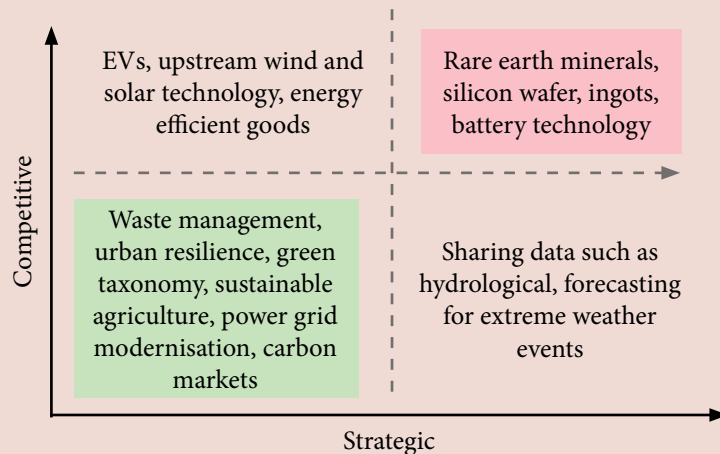 EVs, upstream wind and
solar technology, energy
efficient goods
Rare earth minerals,
silicon wafer, ingots,
battery technology
Competitive
Waste management,
urban resilience, green
taxonomy, sustainable
agriculture, power grid
modernisation, carbon
markets
Sharing data such as
hydrological, forecasting
for extreme weather
events
Strategic